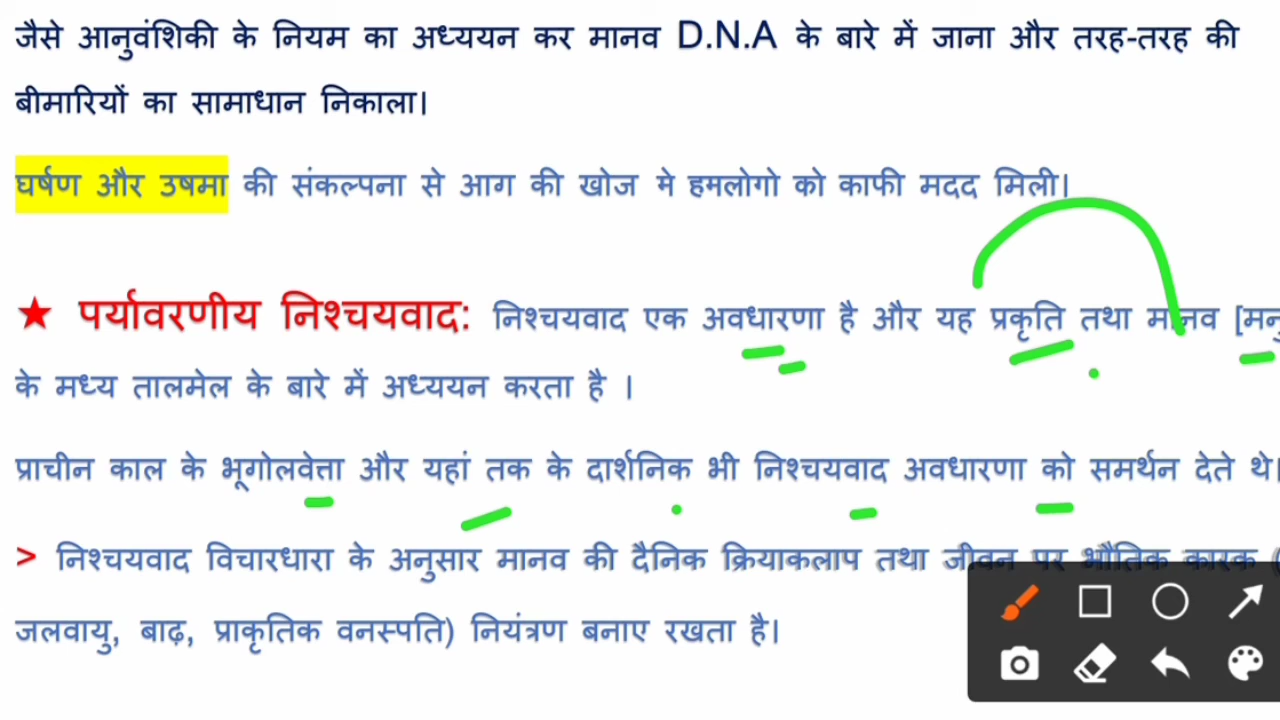 जैसे आनुवंशिकी के नियम का अध्ययन कर मानव D.N.A के बारे में जाना और तरह-तरह की
बीमारियों का सामाधान निकाला।
घर्षण और उषमा की संकल्पना से आग की खोज मे हमलोगो को काफी मदद मिली।
★ पर्यावरणीय निश्चयवाद: निश्चयवाद एक अवधारणा है और यह प्रकृति तथा मानव
के मध्य तालमेल के बारे में अध्ययन करता है ।
प्राचीन काल के भूगोलवेत्ता और यहां तक के दार्शनिक भी निश्चयवाद अवधारणा को समर्थन देते थे।
> निश्चयवाद विचारधारा के अनुसार मानव की दैनिक क्रियाकलाप तथा जीवन पर भौतिक कारक (
जलवायु, बाढ़, प्राकृतिक वनस्पति) नियंत्रण बनाए रखता है।